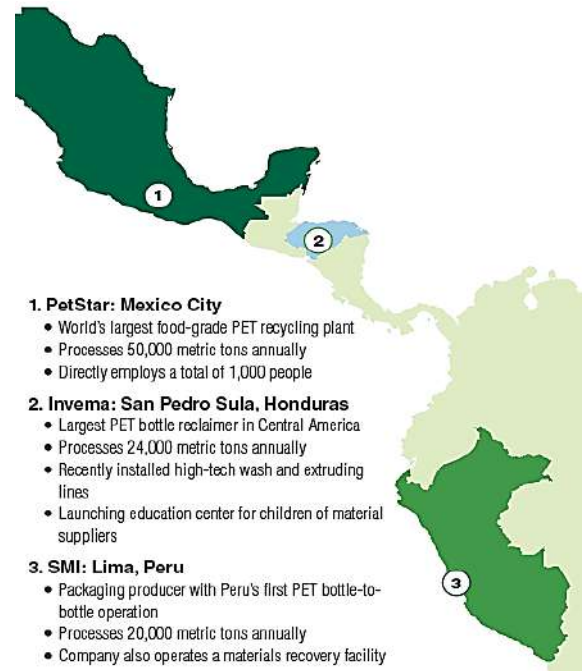 1
2
3
1. PetStar: Mexico City
• World's largest food-grade PET recycling plant
• Processes 50,000 metric tons annually
• Directly employs a total of 1,000 people
2. Invema: San Pedro Sula, Honduras
• Largest PET bottle reclaimer in Central America
• Processes 24,000 metric tons annually
• Recently installed high-tech wash and extruding
lines
• Launching education center for children of material
suppliers
3. SMI: Lima, Peru
• Packaging producer with Peru's first PET bottle-to-
bottle operation
• Processes 20,000 metric tons annually
• Company also operates a materials recovery facility